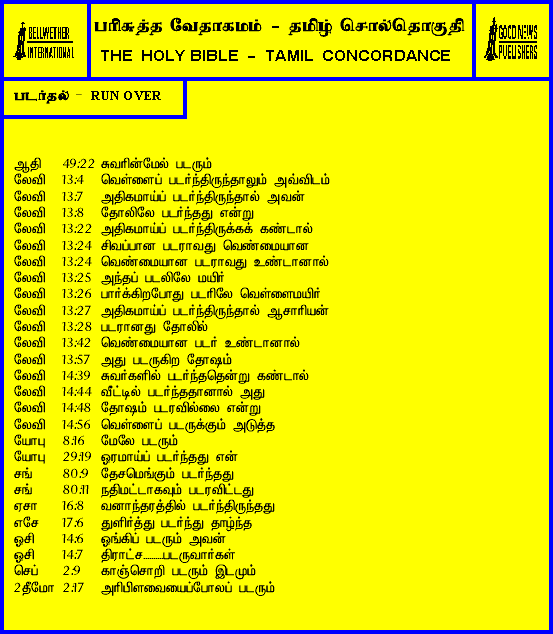 BELLWETHER
INTERNATIONAL
பரிசுத்த வேதாகமம் - தமிழ் சொல்தொகுதி
THE HOLY BIBLE - TAMIL CONCORDANCE
GOOD NEWS
PUBLISHERS
படர்தல் - RUN OVER
ஆதி 49:22 சுவரின்மேல் படரும்
லேவி 13:4 வெள்ளைப் படர்ந்திருந்தாலும் அவ்விடம்
லேவி 13:7 அதிகமாய்ப் படர்ந்திருந்தால் அவன்
லேவி 13:8 தோலிலே படர்ந்தது என்று
லேவி 13:22 அதிகமாய்ப் படர்ந்திருக்கக் கண்டால்
லேவி 13:24 சிவப்பான படராவது வெண்மையான
லேவி 13:24 வெண்மையான படராவது உண்டானால்
லேவி 13:25 அந்தப் படலிலே மயிர்
லேவி 13:26 பார்க்கிறபோது படரிலே வெள்ளைமயிர்
லேவி 13:27 அதிகமாய்ப் படர்ந்திருந்தால் ஆசாரியன்
லேவி 13:28 படரானது தோலில்
லேவி 13:42 வெண்மையான படர் உண்டானால்
லேவி 13:57 அது படருகிற தோஷம்
லேவி 14:39 சுவர்களில் படர்ந்ததென்று கண்டால்
லேவி 14:44 வீட்டில் படர்ந்ததானால் அது
லேவி 14:48 தோஷம் படரவில்லை என்று
லேவி 14:56 வெள்ளைப் படருக்கும் அடுத்த
யோபு 8:16 மேலே படரும்
யோபு 29:19 ஓரமாய்ப் படர்ந்தது என்
சங் 80:9 தேசமெங்கும் படர்ந்தது
சங் 80:11 நதிமட்டாகவும் படரவிட்டது
ஏசா 16:8 வனாந்தரத்தில் படர்ந்திருந்தது
எசே 17:6 துளிர்த்து படர்ந்து தாழ்ந்த
ஓசி 14:6 ஓங்கிப் படரும் அவன்
ஓசி 14:7 திராட்ச.........படருவார்கள்
செப் 2:9 காஞ்சொறி படரும் இடமும்
2தீமோ 2:17 அரிபிளவையைப்போலப் படரும்